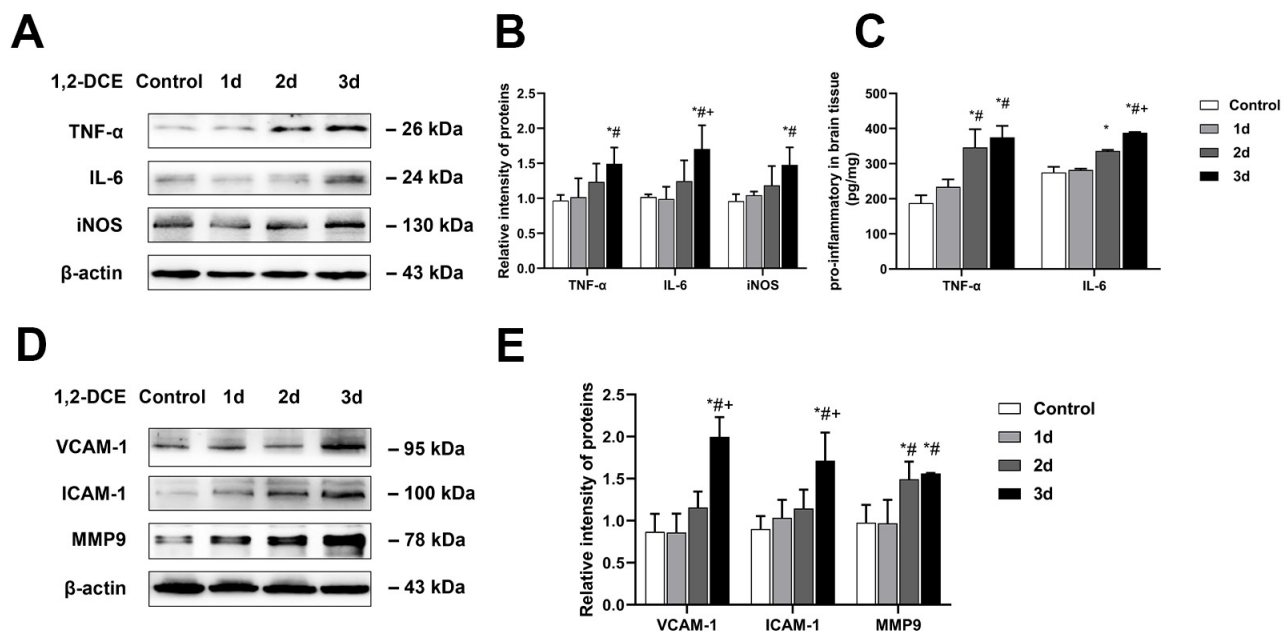 A
1,2-DCE Control 1d 2d 3d
TNF-α – 26 kDa
IL-6 – 24 kDa
iNOS – 130 kDa
β-actin – 43 kDa
B
Relative intensity of proteins
2.5
2.0
1.5
1.0
0.5
0.0
*#
*#+
*#
TNF-α IL-6 iNOS
C
pro-inflammatory in brain tissue
(pg/mg)
500
400
300
200
100
0
*# *#
* *#+
TNF-α IL-6
Control
1d
2d
3d
D
1,2-DCE Control 1d 2d 3d
VCAM-1 – 95 kDa
ICAM-1 – 100 kDa
MMP9 – 78 kDa
β-actin – 43 kDa
E
Relative intensity of proteins
2.5
2.0
1.5
1.0
0.5
0.0
*#+
*#+
*# *#
VCAM-1 ICAM-1 MMP9
Control
1d
2d
3d